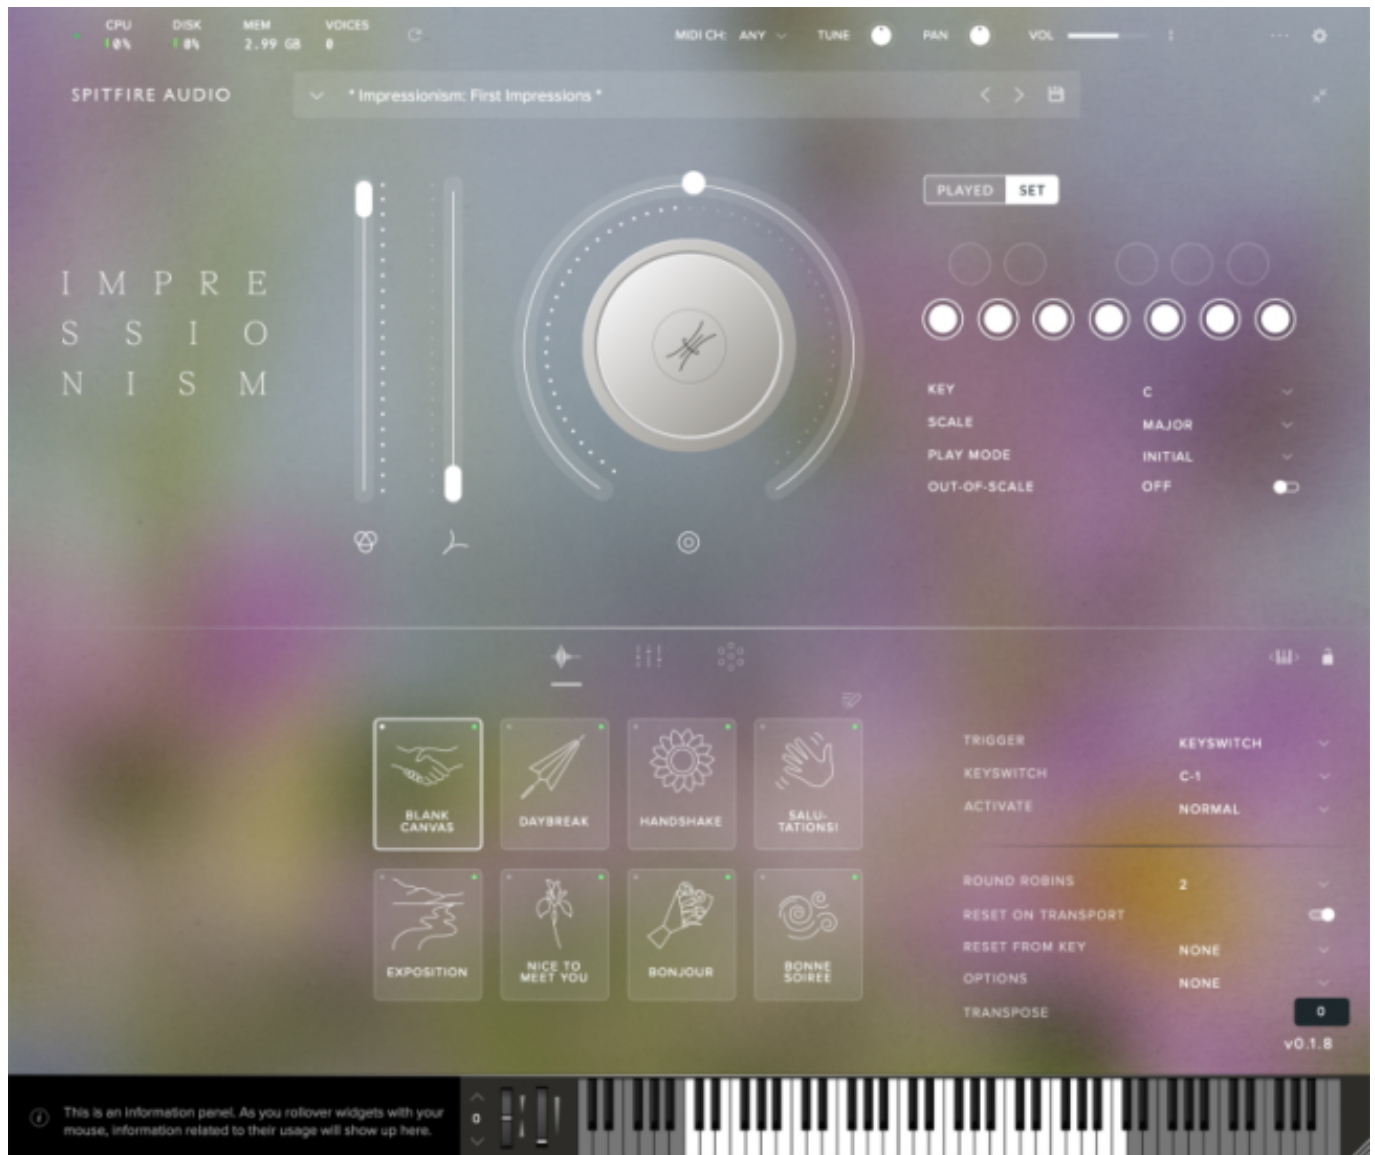 CPU DISK MEM VOICES
0% 0% 2.99 GB 0
MIDI CH: ANY TUNE PAN VOL
SPITFIRE AUDIO
* Impressionism: First Impressions *
PLAYED SET
IMPRE
SSIO
NISM
KEY C
SCALE MAJOR
PLAY MODE INITIAL
OUT-OF-SCALE OFF
BLANK
CANVAS
DAYBREAK
HANDSHAKE
SALU-
TATIONS!
EXPOSITION
NICE TO
MEET YOU
BONJOUR
BONNE
SOIREE
TRIGGER KEYSWITCH
KEYSWITCH C-1
ACTIVATE NORMAL
ROUND ROBINS 2
RESET ON TRANSPORT
RESET FROM KEY NONE
OPTIONS NONE
TRANSPOSE 0
v0.1.8
This is an information panel. As you rollover widgets with your
mouse, information related to their usage will show up here.
0